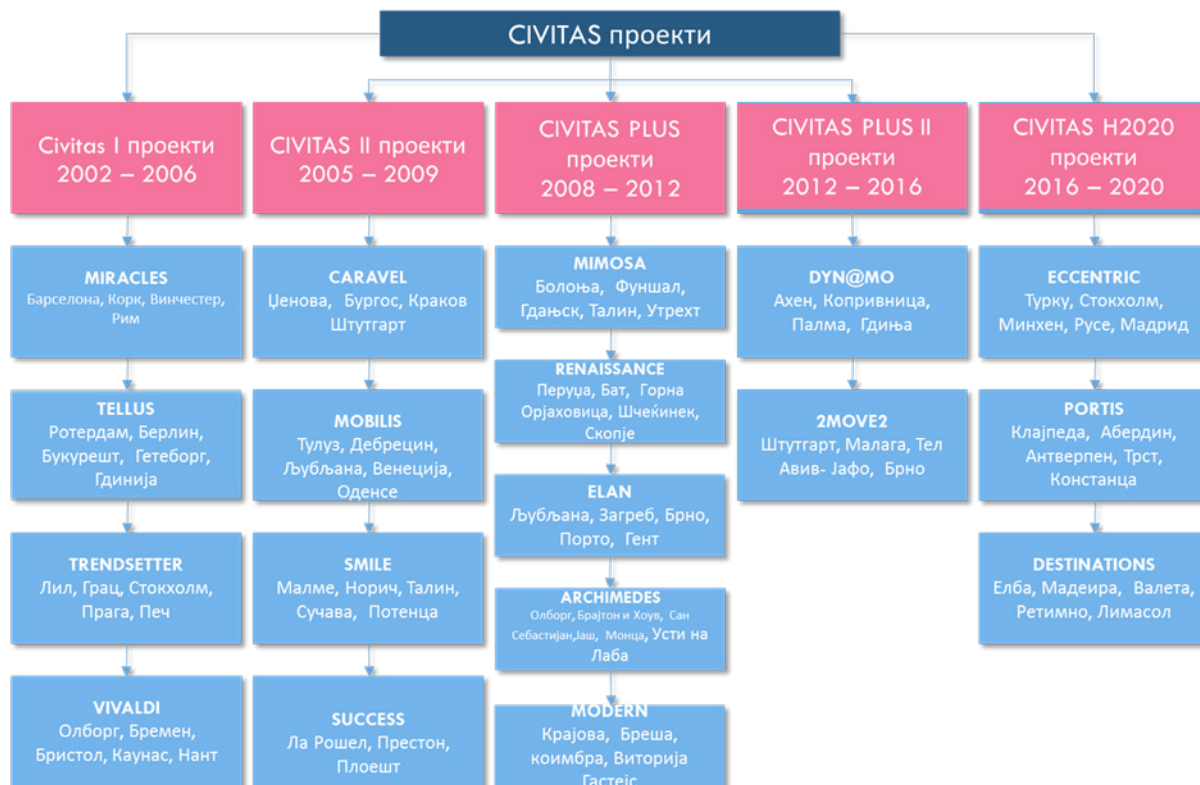 CIVITAS проекти
Civitas I проекти
2002 – 2006
MIRACLES
Барселона, Корк, Винчестер,
Рим
TELLUS
Ротердам, Берлин,
Букурешт, Гетеборг,
Гдинија
TRENDSETTER
Лил, Грац, Стокхолм,
Прага, Печ
VIVALDI
Олборг, Бремен,
Бристол, Каунас, Нант
CIVITAS II проекти
2005 – 2009
CARAVEL
Џенова, Бургос, Краков
Штутгарт
MOBILIS
Тулуз, Дебрецин,
Љубљана, Венеција,
Оденсе
SMILE
Малме, Норич, Талин,
Сучава, Потенца
SUCCESS
Ла Рошел, Престон,
Плоешт
CIVITAS PLUS
проекти
2008 – 2012
MIMOSA
Болоња, Фуншал,
Гдањск, Талин, Утрехт
RENAISSANCE
Перуџа, Бат, Горна
Орјаховица, Шчеќинек,
Скопје
ELAN
Љубљана, Загреб, Брно,
Порто, Гент
ARCHIMEDES
Олборг, Брајтон и Хоув, Сан
Себастијан,Јаш, Монца, Усти на
Лаба
MODERN
Крајова, Бреша,
коимбра, Виторија
Гастејс
CIVITAS PLUS II
проекти
2012 – 2016
DYN@MO
Ахен, Копривница,
Палма, Гдиња
2MOVE2
Штутгарт, Малага, Тел
Авив- Јафо, Брно
CIVITAS H2020
проекти
2016 – 2020
ECCENTRIC
Турку, Стокхолм,
Минхен, Русе, Мадрид
PORTIS
Клајпеда, Абердин,
Антверпен, Трст,
Констанца
DESTINATIONS
Елба, Мадеира, Валета,
Ретимно, Лимасол